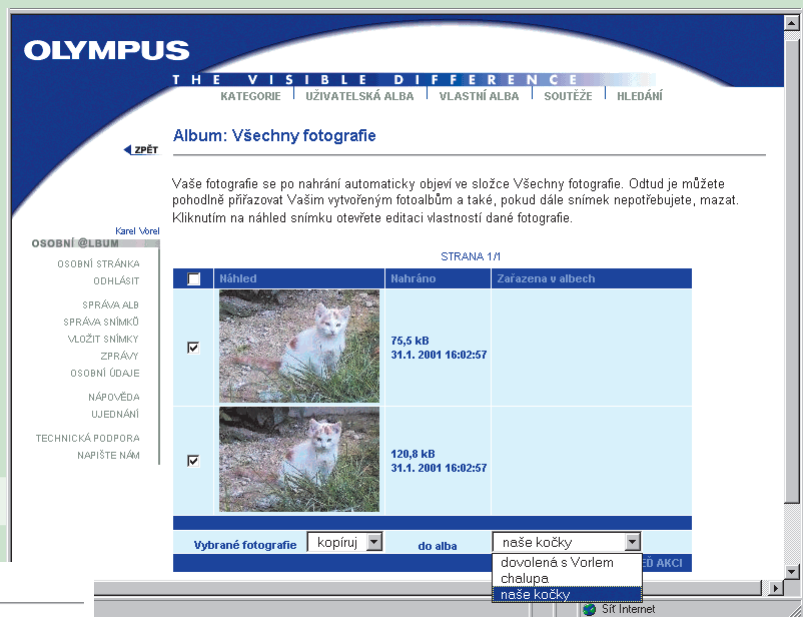 OLYMPUS
THE VISIBLE DIFFERENCE
KATEGORIE UŽIVATELSKÁ ALBA VLASTNÍ ALBA SOUTĚŽE HLEDÁNÍ
ZPĚT
Album: Všechny fotografie
Vaše fotografie se po nahrání automaticky objeví ve složce Všechny fotografie. Odtud je můžete
pohodlně přiřazovat Vašim vytvořeným fotoalbům a také, pokud dále snímek nepotřebujete, mazat.
Kliknutím na náhled snímku otevřete editaci vlastností dané fotografie.
Karel Vorel
OSOBNÍ @LBUM
OSOBNÍ STRÁNKA
ODHLÁSIT
SPRÁVA ALB
SPRÁVA SNÍMKŮ
VLOŽIT SNÍMKY
ZPRÁVY
OSOBNÍ ÚDAJE
NÁPOVĚDA
UJEDNÁNÍ
TECHNICKÁ PODPORA
NAPIŠTE NÁM
STRANA 1/1
Náhled Nahráno Zařazena v albech
75,5 kB
31.1. 2001 16:02:57
120,8 kB
31.1. 2001 16:02:57
Vybrané fotografie kopíruj do alba naše kočky
dovolená s Vorlem
chalupa
naše kočky
EĎ AKCI
Síť Internet